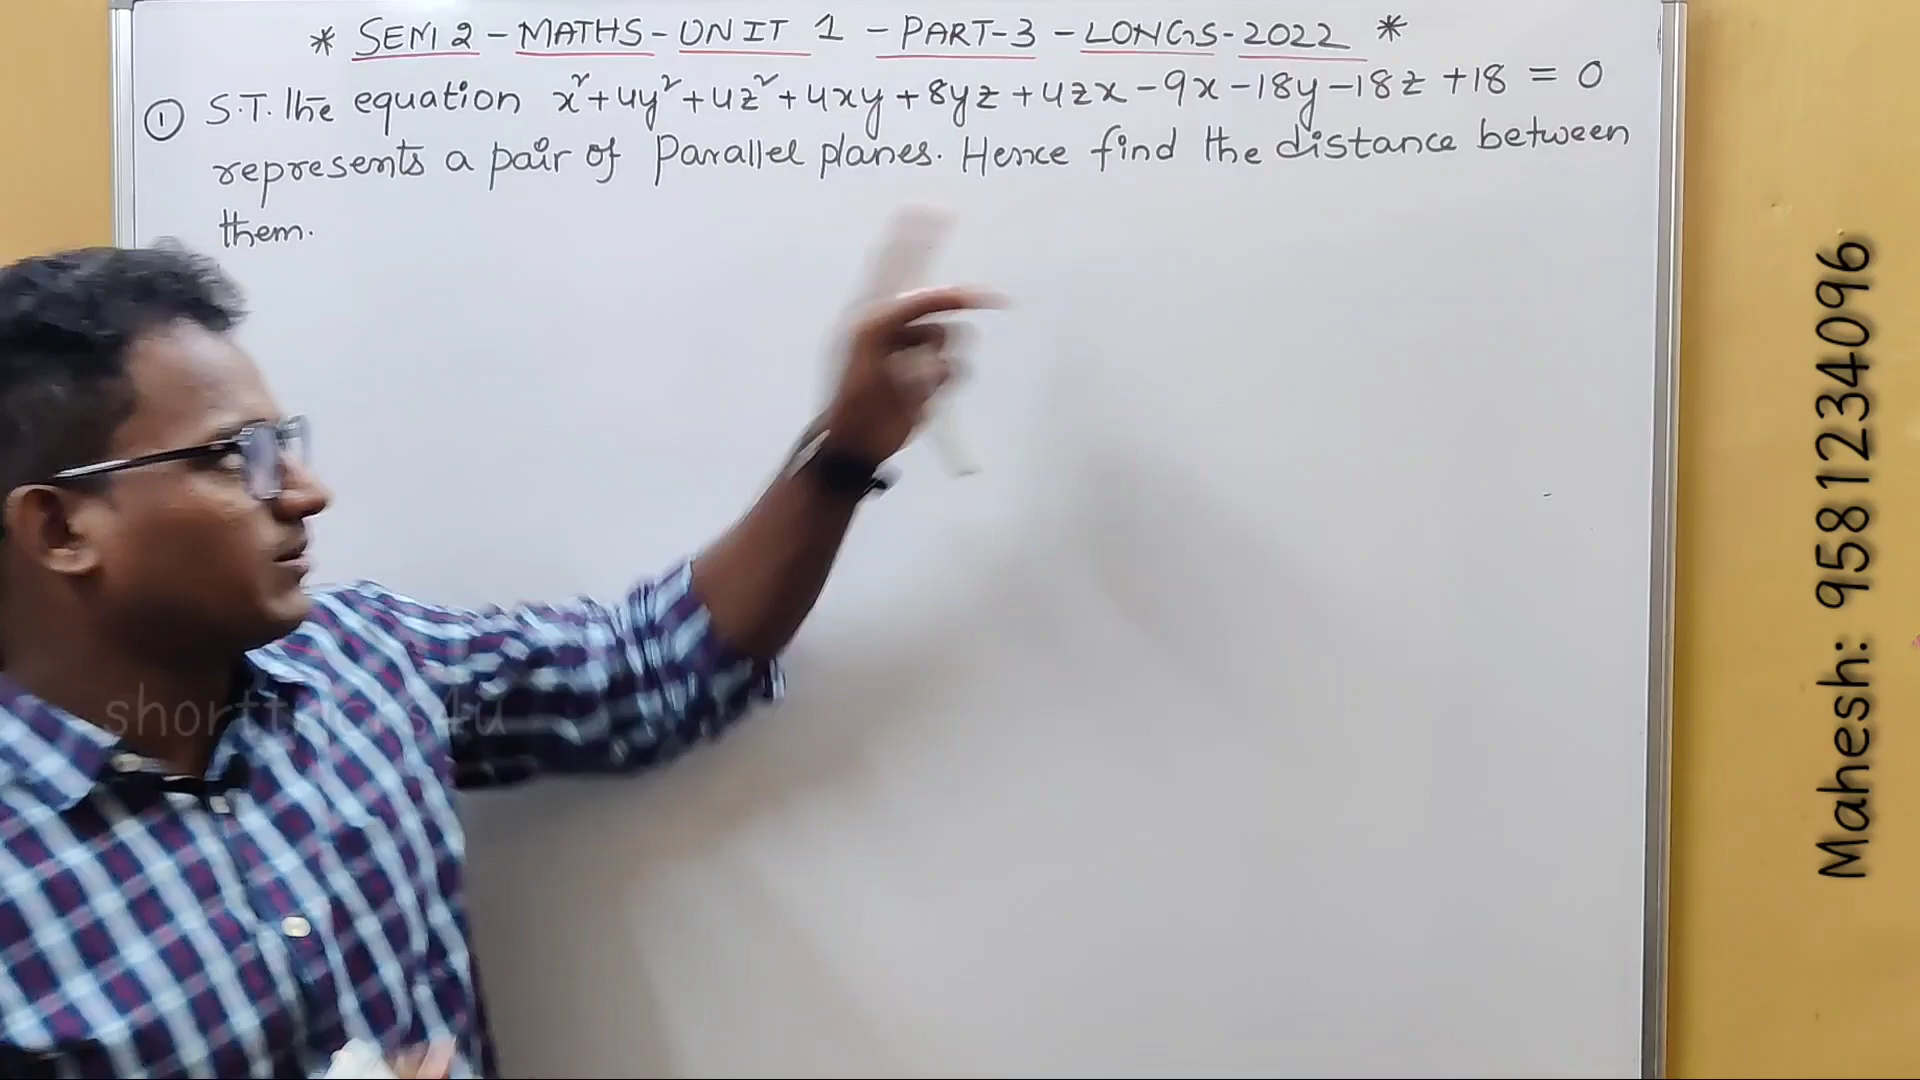 * SEM 2 - MATHS - UNIT 1 - PART-3 - LONGS - 2022 *
① S.T. The equation x²+4y²+4z²+4xy+8yz+4zx-9x-18y-18z+18 = 0
represents a pair of Parallel planes. Hence find the distance between
them.
shorttricks4u
Mahesh: 9581234096